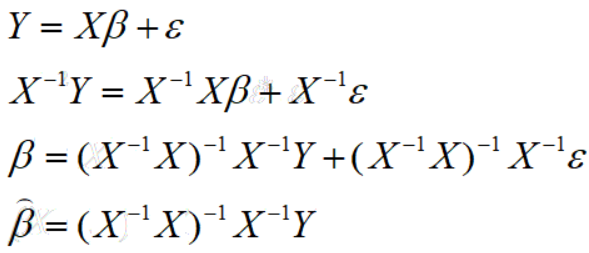 Y = Xβ + ε
X⁻¹Y = X⁻¹Xβ + X⁻¹ε
β = (X⁻¹X)⁻¹X⁻¹Y + (X⁻¹X)⁻¹X⁻¹ε
β̂ = (X⁻¹X)⁻¹X⁻¹Y